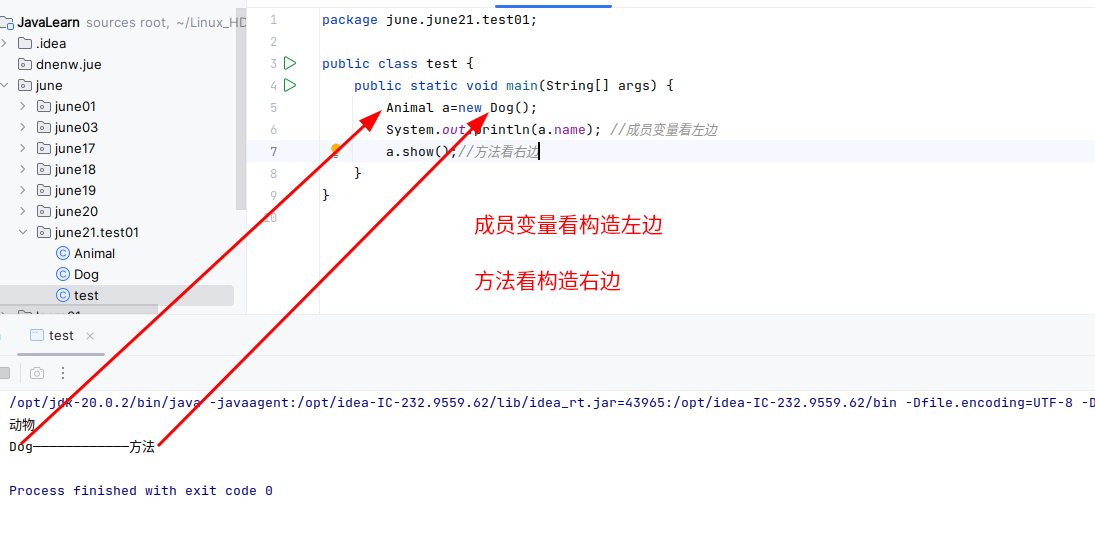 JavaLearn sources root, ~/Linux_HD
.idea
dnenw.jue
june
june01
june03
june17
june18
june19
june20
june21.test01
Animal
Dog
test
1 package june.june21.test01;
2
3 public class test {
4 public static void main(String[] args) {
5 Animal a=new Dog();
6 System.out.println(a.name); //成员变量看左边
7 a.show();//方法看右边
8 }
9 }
10
成员变量看构造左边
方法看构造右边
test
/opt/jdk-20.0.2/bin/java -javaagent:/opt/idea-IC-232.9559.62/lib/idea_rt.jar=43965:/opt/idea-IC-232.9559.62/bin -Dfile.encoding=UTF-8 -D
动物
Dog————————————方法
Process finished with exit code 0